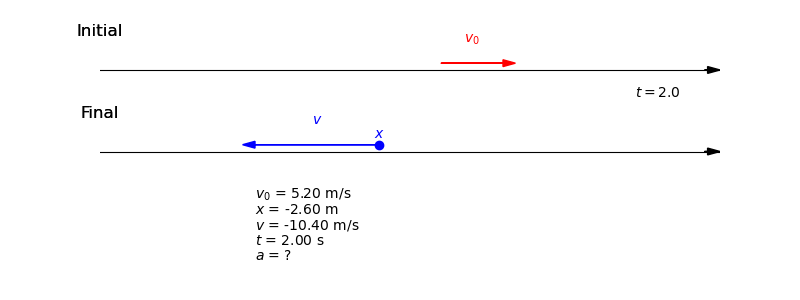 Initial
v₀
t = 2.0
Final
v
x
v₀ = 5.20 m/s
x = -2.60 m
v = -10.40 m/s
t = 2.00 s
a = ?